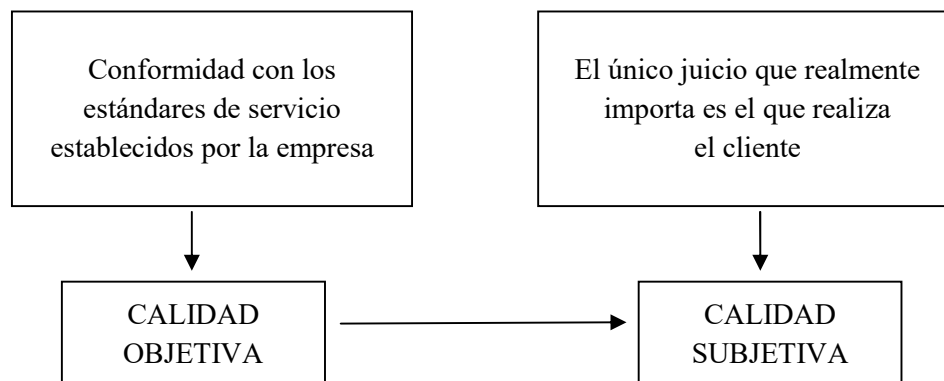 Conformidad con los
estándares de servicio
establecidos por la empresa
El único juicio que realmente
importa es el que realiza
el cliente
CALIDAD
OBJETIVA
CALIDAD
SUBJETIVA